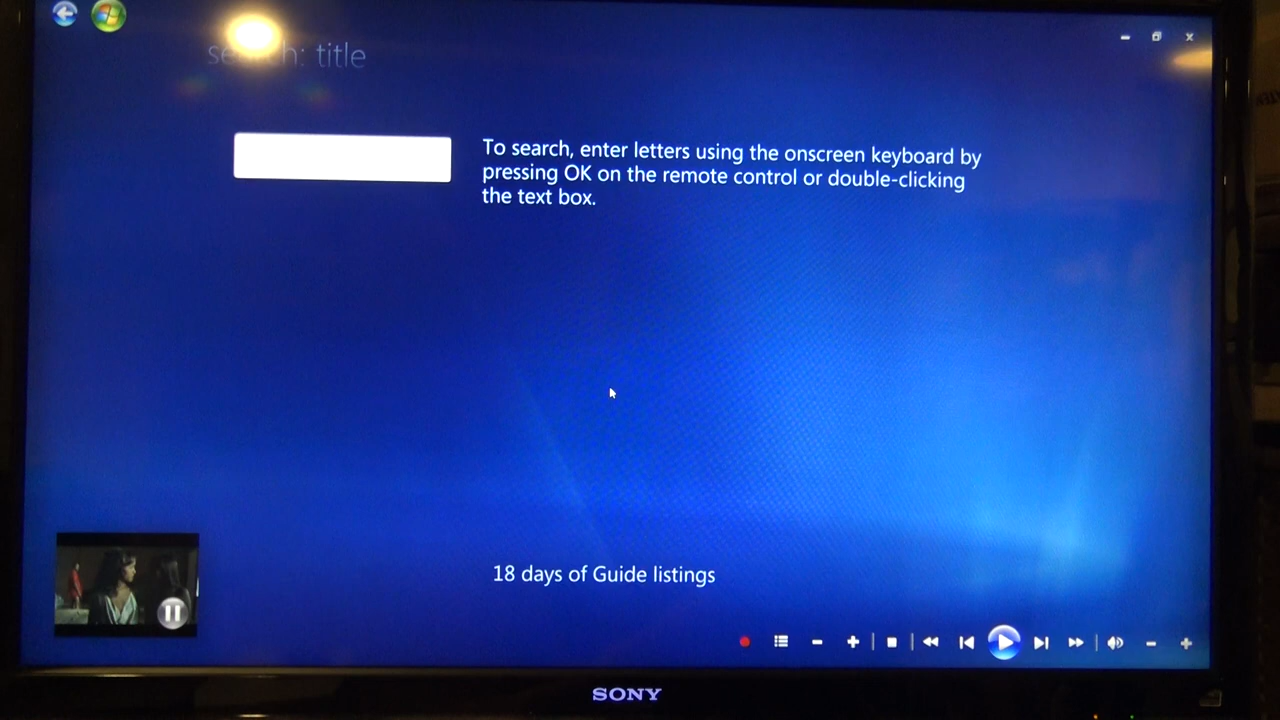 search: title
To search, enter letters using the onscreen keyboard by
pressing OK on the remote control or double-clicking
the text box.
18 days of Guide listings
SONY